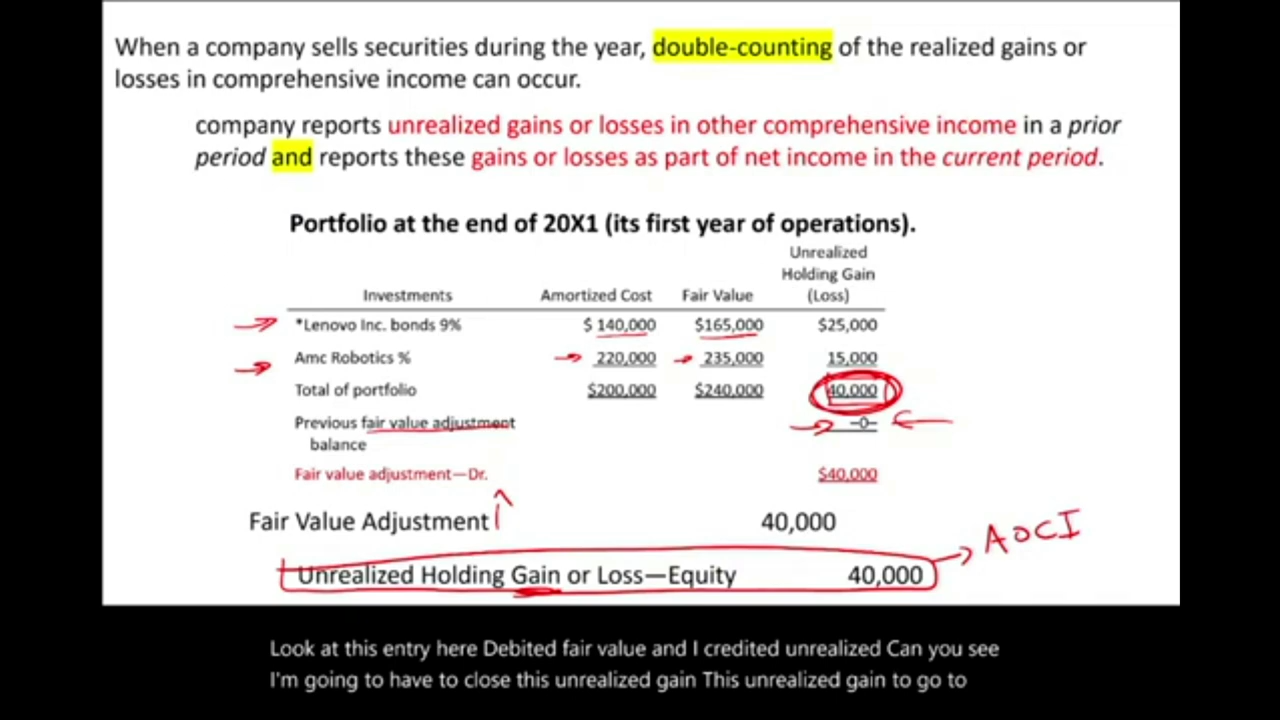 When a company sells securities during the year, double-counting of the realized gains or
losses in comprehensive income can occur.
company reports unrealized gains or losses in other comprehensive income in a prior
period and reports these gains or losses as part of net income in the current period.
Portfolio at the end of 20X1 (its first year of operations).
Unrealized
Holding Gain
Investments Amortized Cost Fair Value (Loss)
*Lenovo Inc. bonds 9% $ 140,000 $165,000 $25,000
Amc Robotics % 220,000 235,000 15,000
Total of portfolio $200,000 $240,000 40,000
Previous fair value adjustment -0-
balance
Fair value adjustment—Dr. $40,000
Fair Value Adjustment 40,000
AOCI
Unrealized Holding Gain or Loss—Equity 40,000
Look at this entry here Debited fair value and I credited unrealized Can you see
I'm going to have to close this unrealized gain This unrealized gain to go to